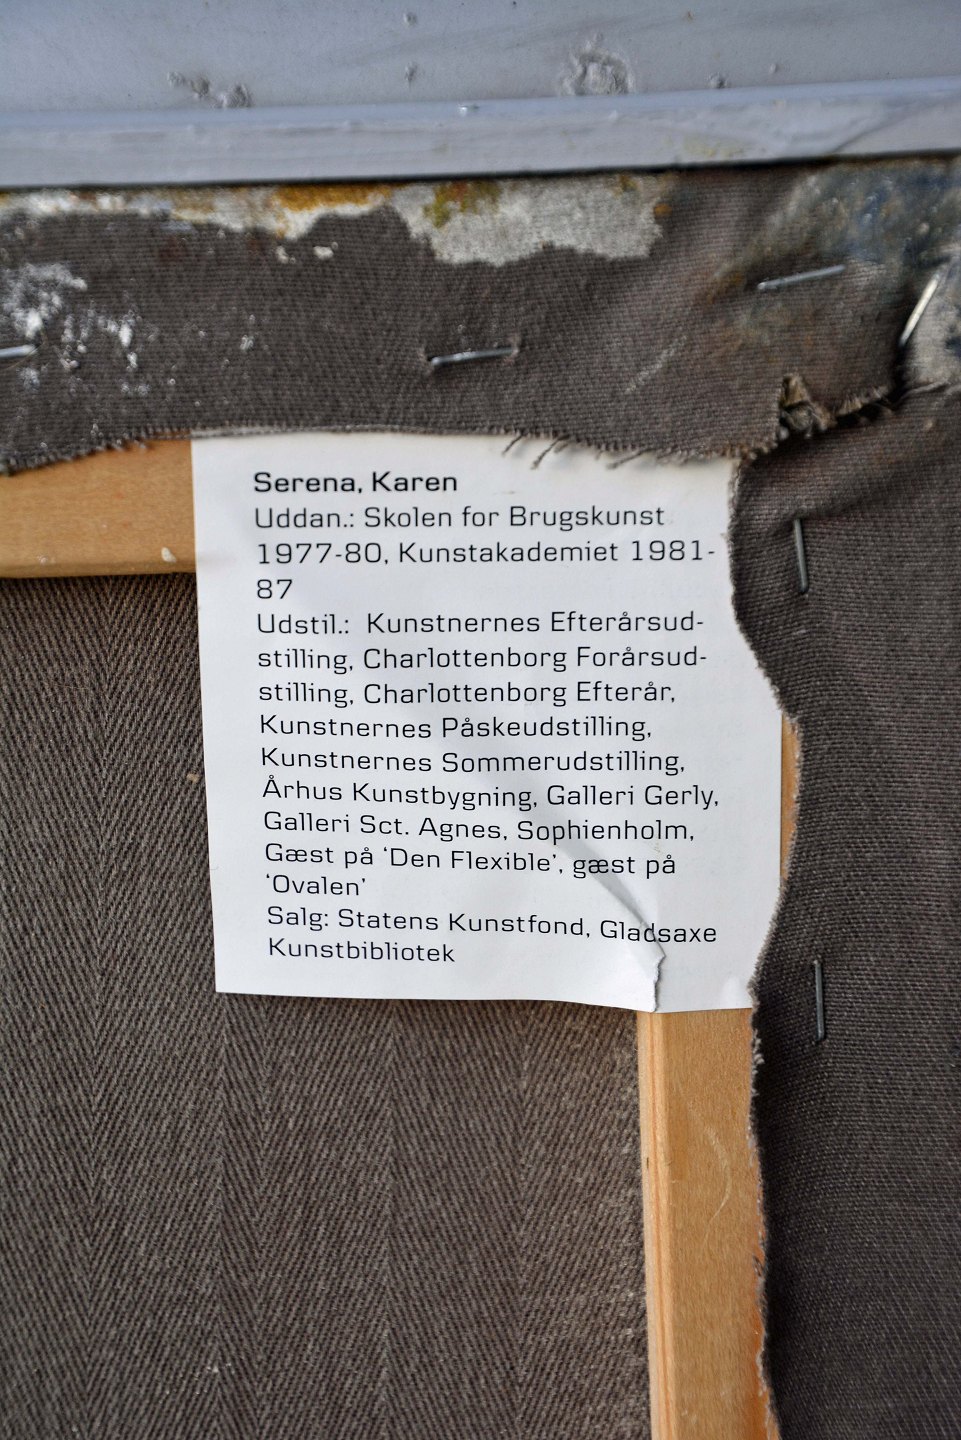 Serena, Karen
Uddan.: Skolen for Brugskunst
1977-80, Kunstakademiet 1981-
87
Udstil.: Kunstnernes Efterårsud-
stilling, Charlottenborg Forårsud-
stilling, Charlottenborg Efterår,
Kunstnernes Påskeudstilling,
Kunstnernes Sommerudstilling,
Århus Kunstbygning, Galleri Gerly,
Galleri Sct. Agnes, Sophienholm,
Gæst på ‘Den Flexible’, gæst på
‘Ovalen’
Salg: Statens Kunstfond, Gladsaxe
Kunstbibliotek